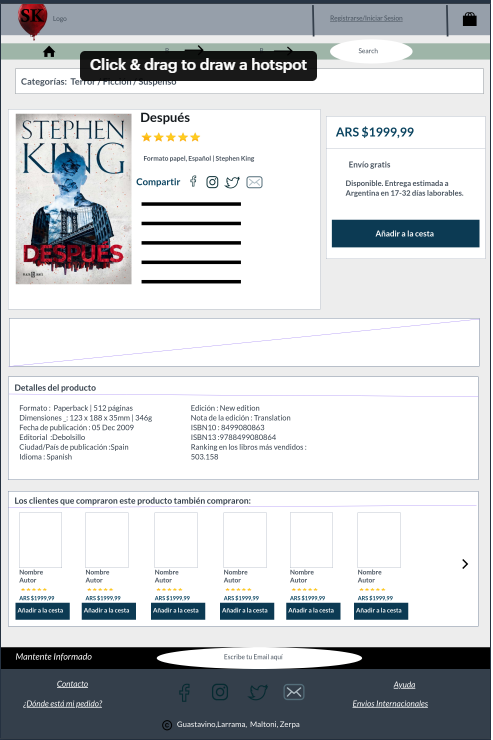 SK
Logo
Registrarse/Iniciar Sesion
Search
Click & drag to draw a hotspot
Categorías: Terror / Ficcion / Suspenso
STEPHEN
KING
DESPUÉS
Después
Formato papel, Español | Stephen King
Compartir
ARS $1999,99
Envío gratis
Disponible. Entrega estimada a
Argentina en 17-32 días laborables.
Añadir a la cesta
Detalles del producto
Formato : Paperback | 512 páginas
Dimensiones _: 123 x 188 x 35mm | 346g
Fecha de publicación : 05 Dec 2009
Editorial :Debolsillo
Ciudad/País de publicación :Spain
Idioma : Spanish
Edición : New edition
Nota de la edición : Translation
ISBN10 : 8499080863
ISBN13 :9788499080864
Ranking en los libros más vendidos :
503,158
Los clientes que compraron este producto también compraron:
Nombre
Autor
ARS $1999,99
Añadir a la cesta
Nombre
Autor
ARS $1999,99
Añadir a la cesta
Nombre
Autor
ARS $1999,99
Añadir a la cesta
Nombre
Autor
ARS $1999,99
Añadir a la cesta
Nombre
Autor
ARS $1999,99
Añadir a la cesta
Nombre
Autor
ARS $1999,99
Añadir a la cesta
Mantente Informado
Escribe tu Email aquí
Contacto
¿Dónde está mi pedido?
Ayuda
Envios Internacionales
© Guastavino,Larrama, Maltoni, Zerpa